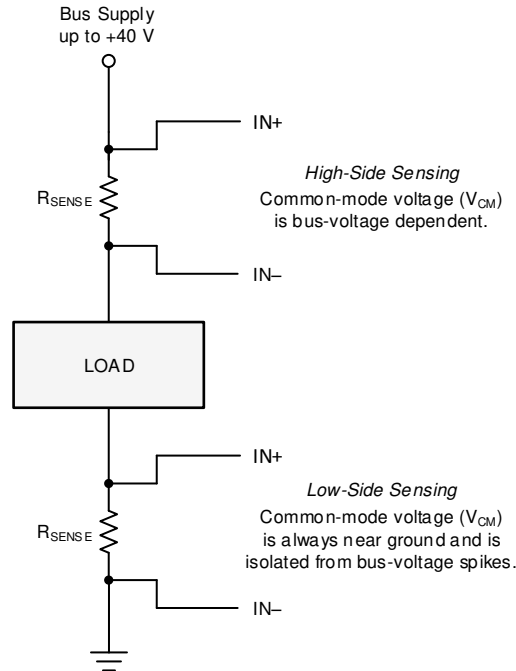 Bus Supply
up to +40 V
IN+
High-Side Sensing
Common-mode voltage (VCM)
is bus-voltage dependent.
RSENSE
IN–
LOAD
IN+
Low-Side Sensing
Common-mode voltage (VCM)
is always near ground and is
isolated from bus-voltage spikes.
RSENSE
IN–